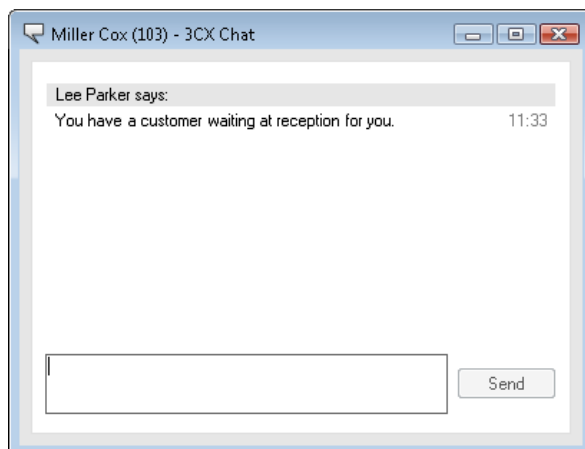 Miller Cox (103) - 3CX Chat
Lee Parker says:
You have a customer waiting at reception for you. 11:33
Send